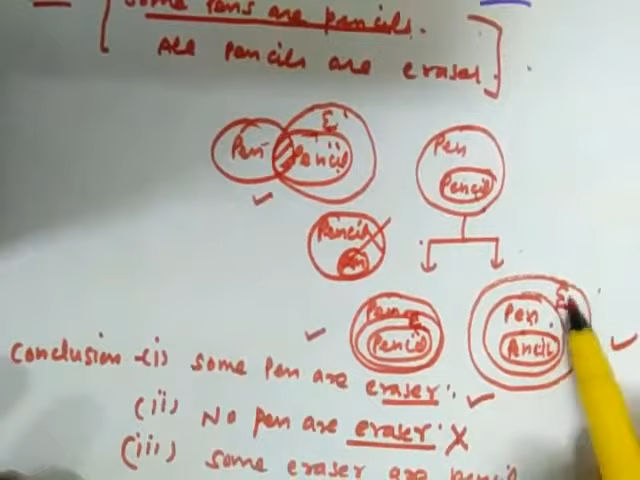 some Pens are pencils.
All Pencils are eraser.
Pen Pencil E
Pen
Pencil
Pencil
Pen
E
Pen
Pencil
Pen.
Pencil
Conclusion -(i) some Pen are eraser.
(ii) No pen are eraser. X
(iii) some eraser are pencil